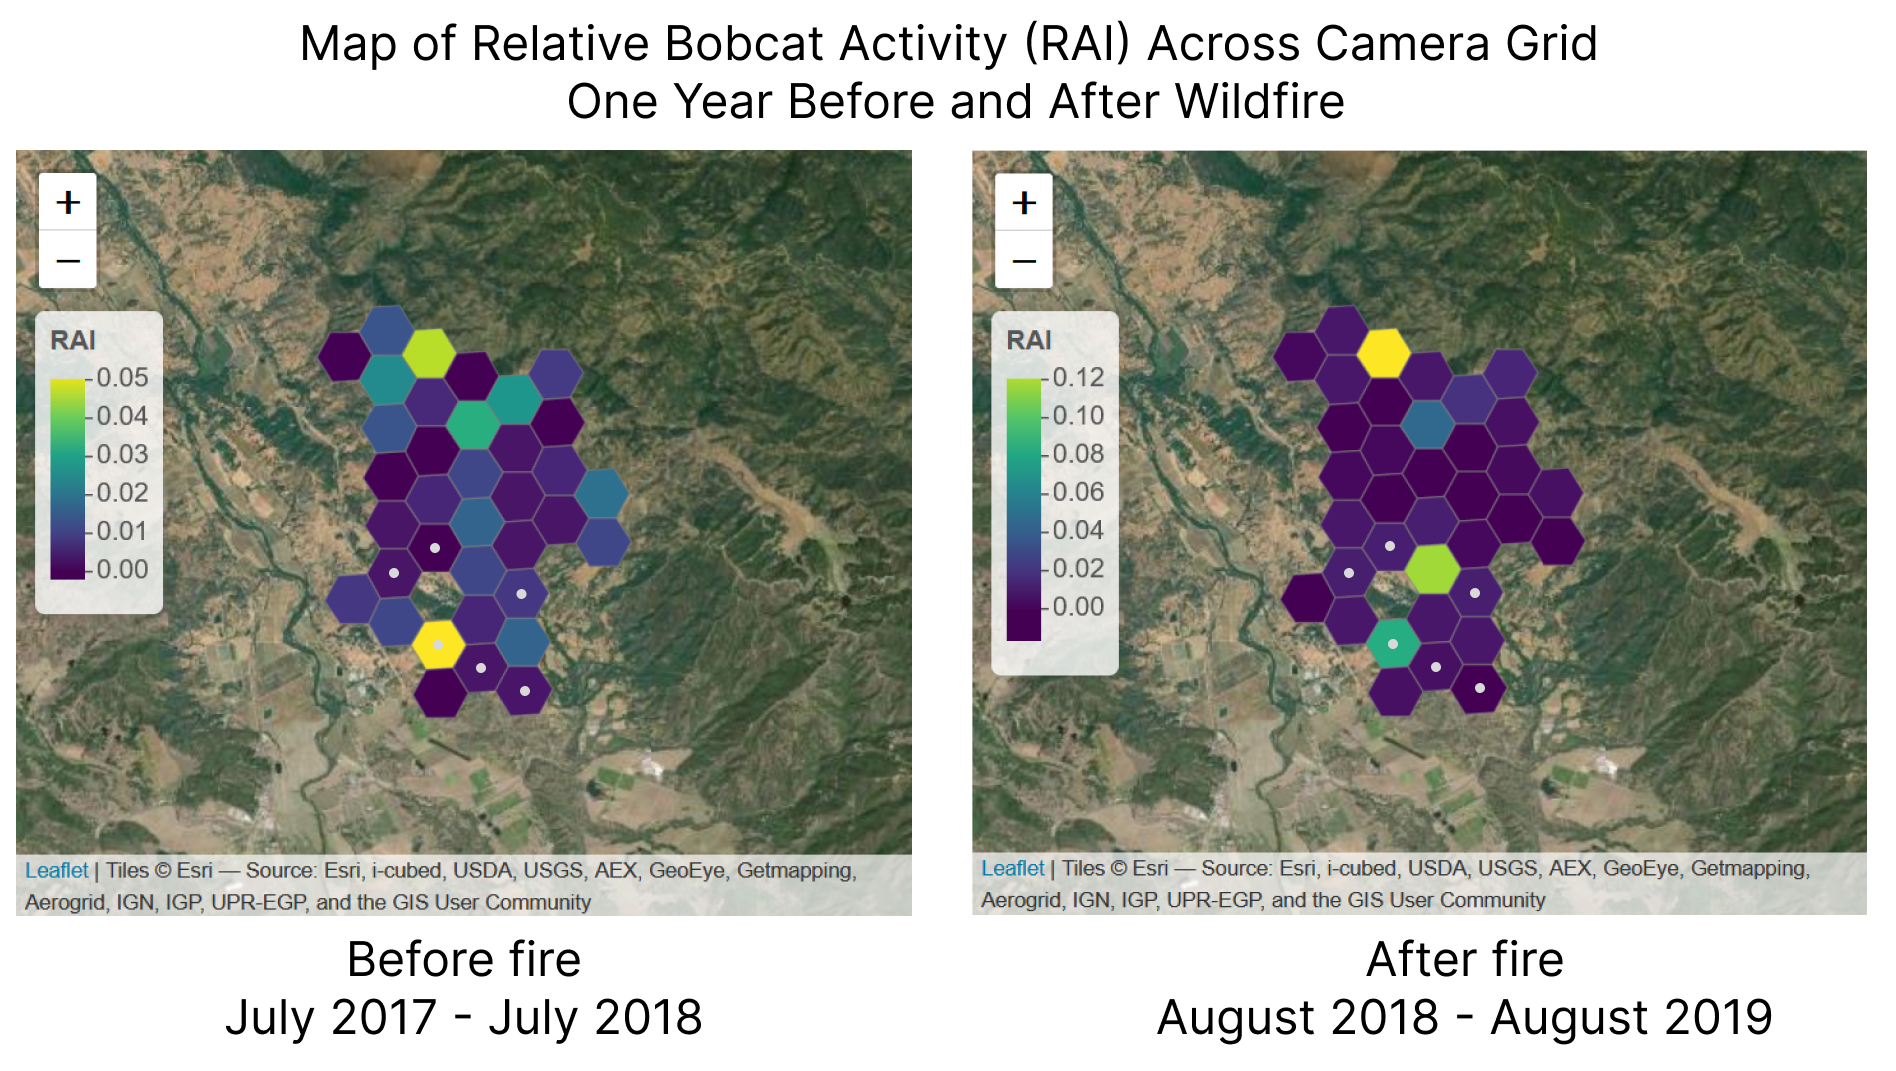 Map of Relative Bobcat Activity (RAI) Across Camera Grid
One Year Before and After Wildfire
+
−
RAI
0.05
0.04
0.03
0.02
0.01
0.00
Leaflet | Tiles © Esri — Source: Esri, i-cubed, USDA, USGS, AEX, GeoEye, Getmapping,
Aerogrid, IGN, IGP, UPR-EGP, and the GIS User Community
Before fire
July 2017 - July 2018
+
−
RAI
0.12
0.10
0.08
0.06
0.04
0.02
0.00
Leaflet | Tiles © Esri — Source: Esri, i-cubed, USDA, USGS, AEX, GeoEye, Getmapping,
Aerogrid, IGN, IGP, UPR-EGP, and the GIS User Community
After fire
August 2018 - August 2019